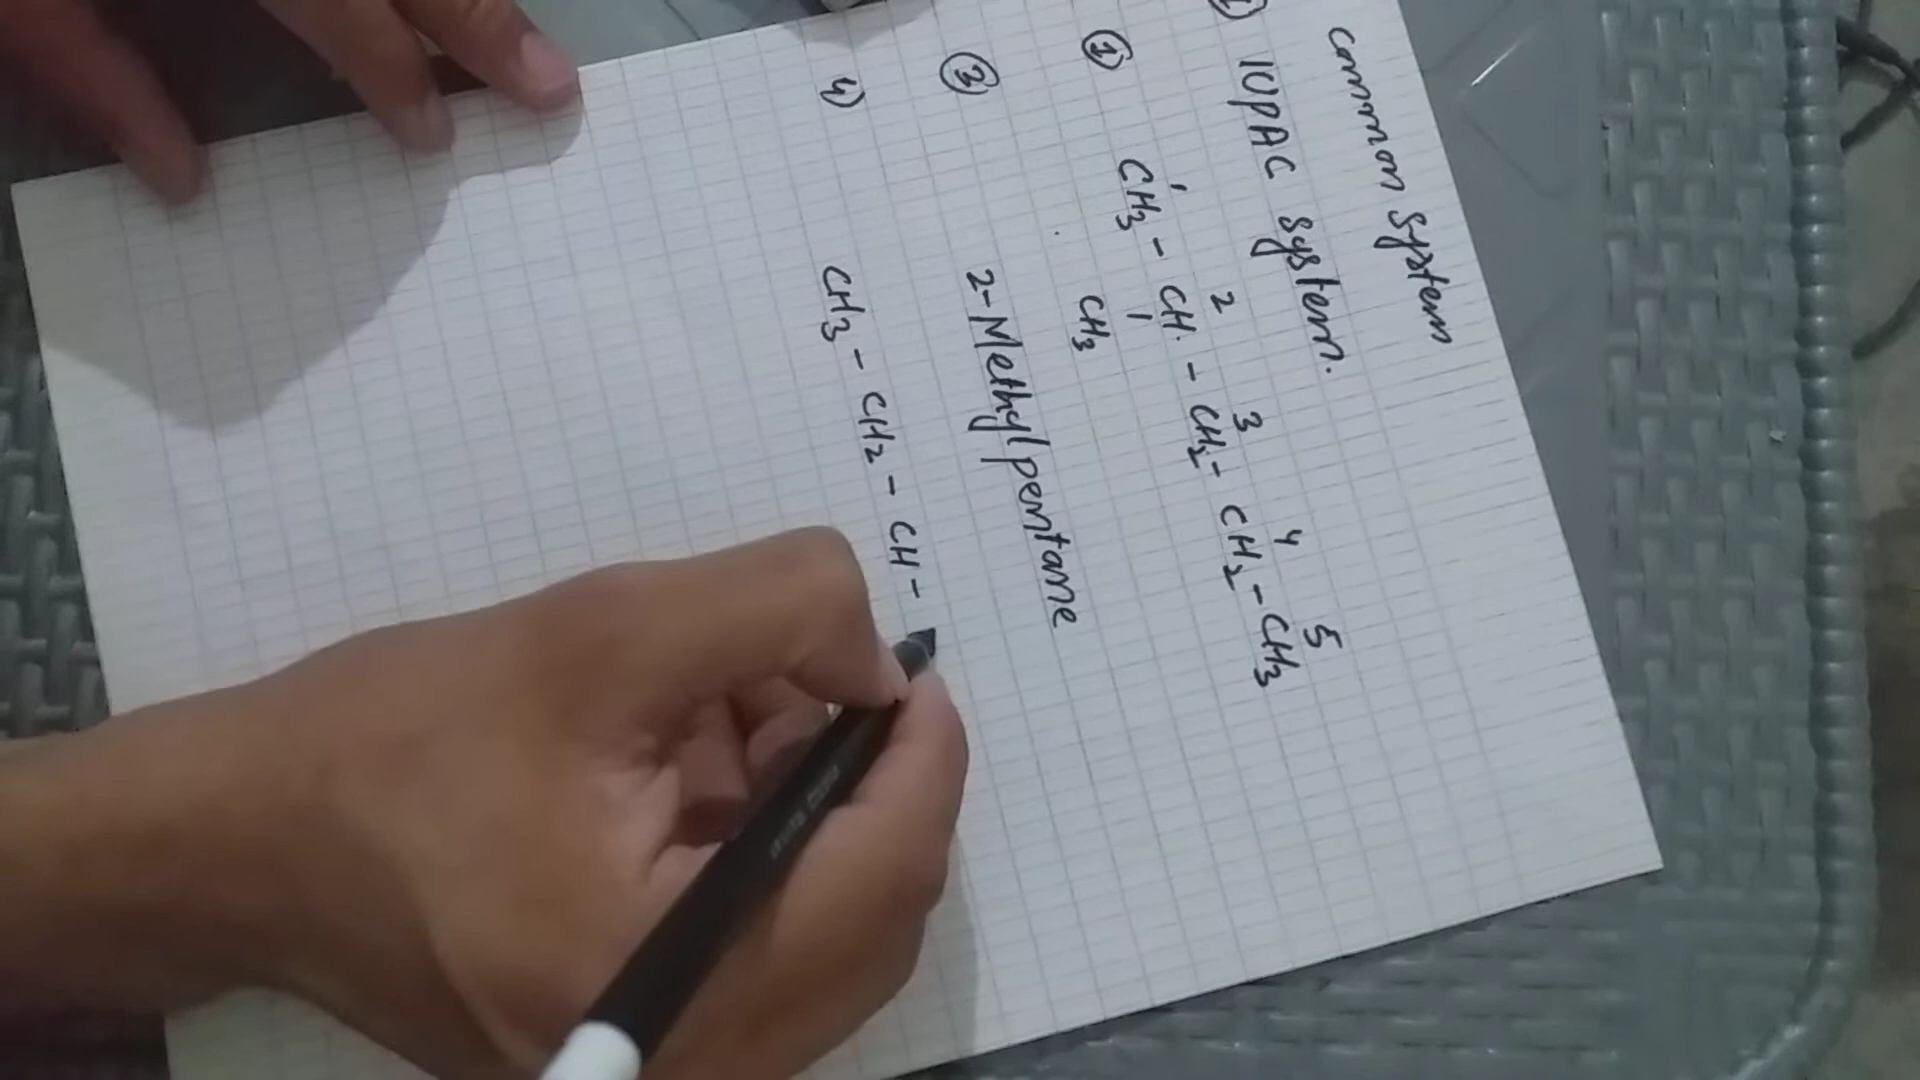 common system
IUPAC system.
1 2 3 4 5
① CH3 - CH - CH2 - CH2 - CH3
CH3
③ 2-Methylpentane
4) CH3 - CH2 - CH -